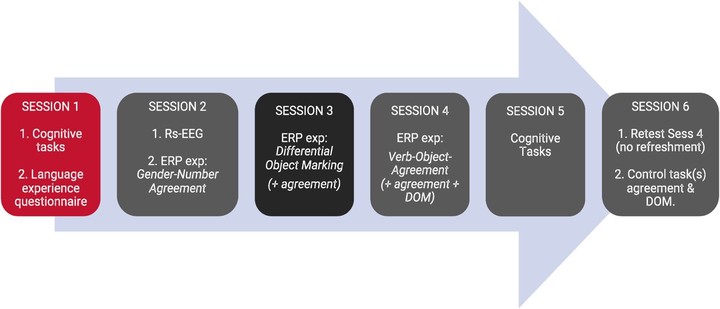 SESSION 1
1. Cognitive
tasks
2. Language
experience
questionnaire
SESSION 2
1. Rs-EEG
2. ERP exp:
Gender-Number
Agreement
SESSION 3
ERP exp:
Differential
Object Marking
(+ agreement)
SESSION 4
ERP exp:
Verb-Object-
Agreement
(+ agreement +
DOM)
SESSION 5
Cognitive
Tasks
SESSION 6
1. Retest Sess 4
(no refreshment)
2. Control task(s)
agreement &
DOM.